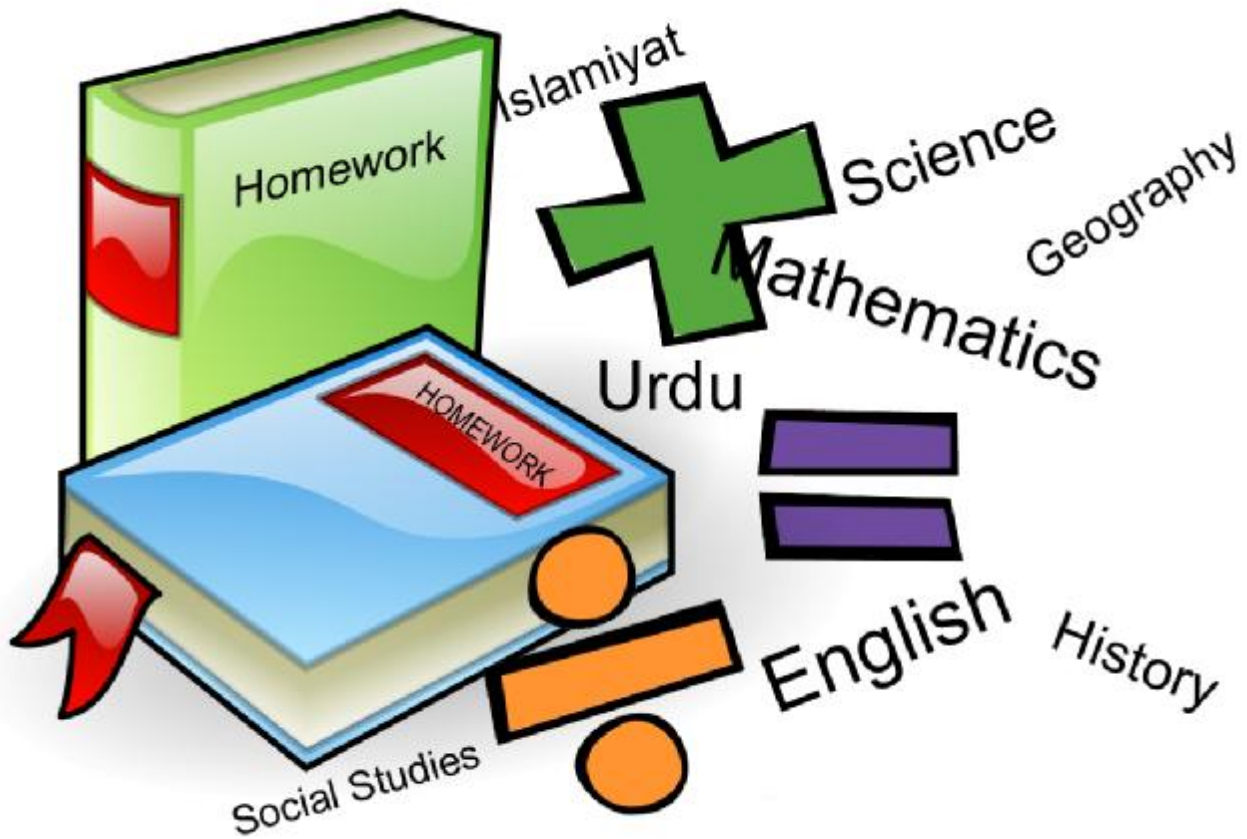 Islamiyat
Homework
Science
Geography
Mathematics
Urdu
HOMEWORK
English
History
Social Studies